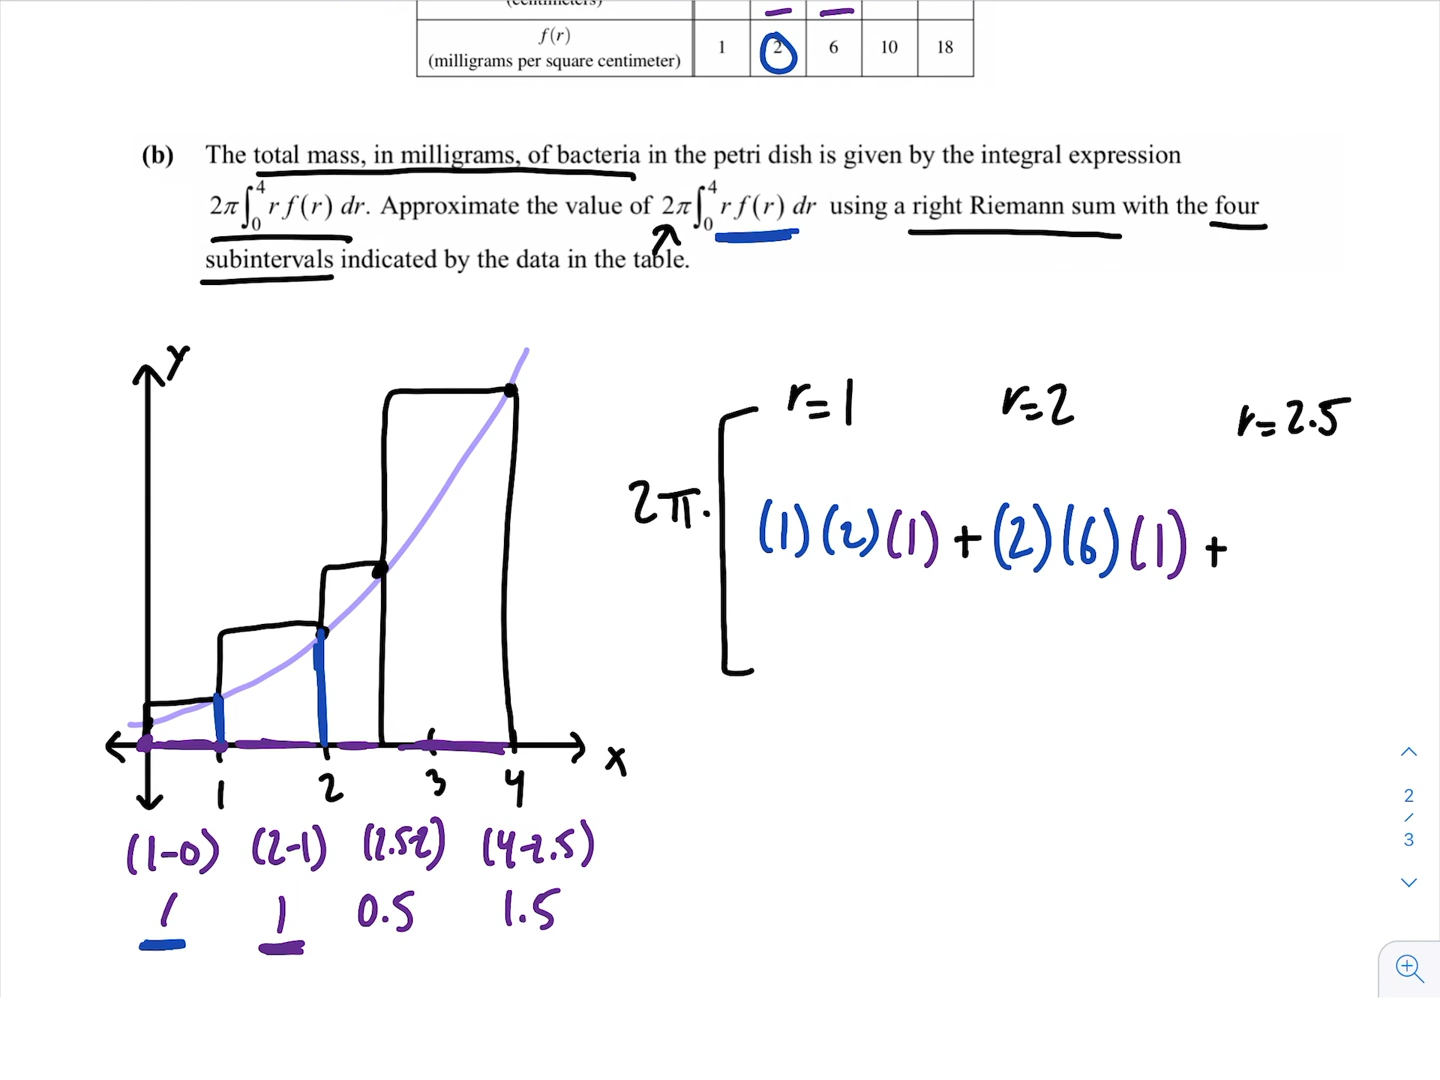 (centimeters)
f(r)
(milligrams per square centimeter) 1 2 6 10 18
(b) The total mass, in milligrams, of bacteria in the petri dish is given by the integral expression
2π∫₀⁴ r f(r) dr. Approximate the value of 2π∫₀⁴ r f(r) dr using a right Riemann sum with the four
subintervals indicated by the data in the table.
y
r=1 r=2 r=2.5
2π· [ (1)(2)(1) + (2)(6)(1) +
x
1 2 3 4
(1-0) (2-1) (2.5-2) (4-2.5)
1 1 0.5 1.5
2
/
3